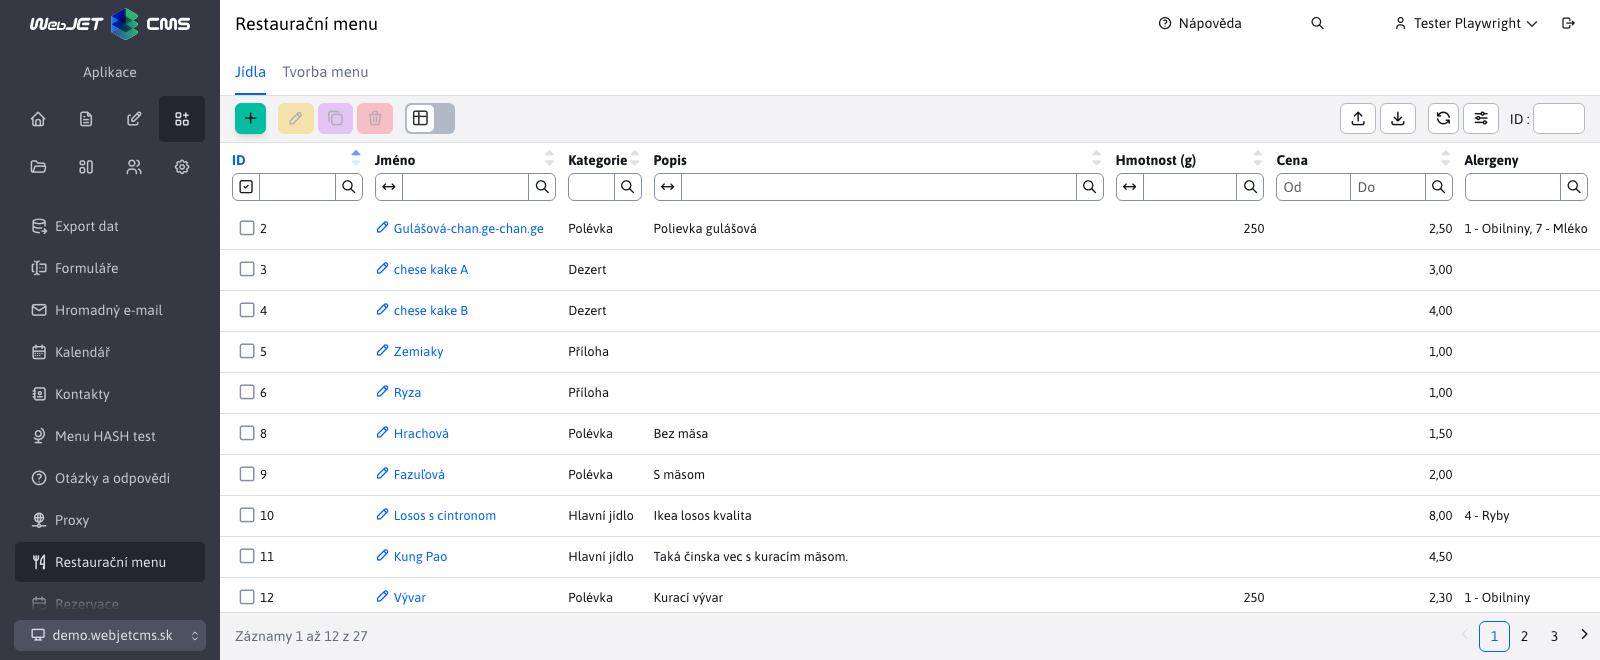 WebJET CMS
Restaurační menu
Nápověda
Tester Playwright
Aplikace
Jídla
Tvorba menu
ID :
Export dat
Formuláře
Hromadný e-mail
Kalendář
Kontakty
Menu HASH test
Otázky a odpovědi
Proxy
Restaurační menu
Rezervace
demo.webjetcms.sk
ID Jméno Kategorie Popis Hmotnost (g) Cena Alergeny
Od Do
2 Gulášová-chan.ge-chan.ge Polévka Polievka gulášová 250 2,50 1 - Obilniny, 7 - Mléko
3 chese kake A Dezert 3,00
4 chese kake B Dezert 4,00
5 Zemiaky Příloha 1,00
6 Ryza Příloha 1,00
8 Hrachová Polévka Bez mäsa 1,50
9 Fazuľová Polévka S mäsom 2,00
10 Losos s cintronom Hlavní jídlo Ikea losos kvalita 8,00 4 - Ryby
11 Kung Pao Hlavní jídlo Taká činska vec s kuracím mäsom. 4,50
12 Vývar Polévka Kurací vývar 250 2,30 1 - Obilniny
Záznamy 1 až 12 z 27
1 2 3